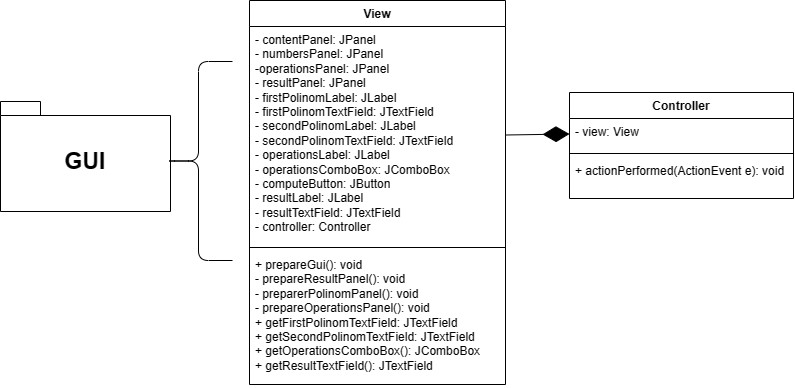 GUI
View
- contentPanel: JPanel
- numbersPanel: JPanel
-operationsPanel: JPanel
- resultPanel: JPanel
- firstPolinomLabel: JLabel
- firstPolinomTextField: JTextField
- secondPolinomLabel: JLabel
- secondPolinomTextField: JTextField
- operationsLabel: JLabel
- operationsComboBox: JComboBox
- computeButton: JButton
- resultLabel: JLabel
- resultTextField: JTextField
- controller: Controller
+ prepareGui(): void
- prepareResultPanel(): void
- preparerPolinomPanel(): void
- prepareOperationsPanel(): void
+ getFirstPolinomTextField: JTextField
+ getSecondPolinomTextField: JTextField
+ getOperationsComboBox(): JComboBox
+ getResultTextField(): JTextField
Controller
- view: View
+ actionPerformed(ActionEvent e): void